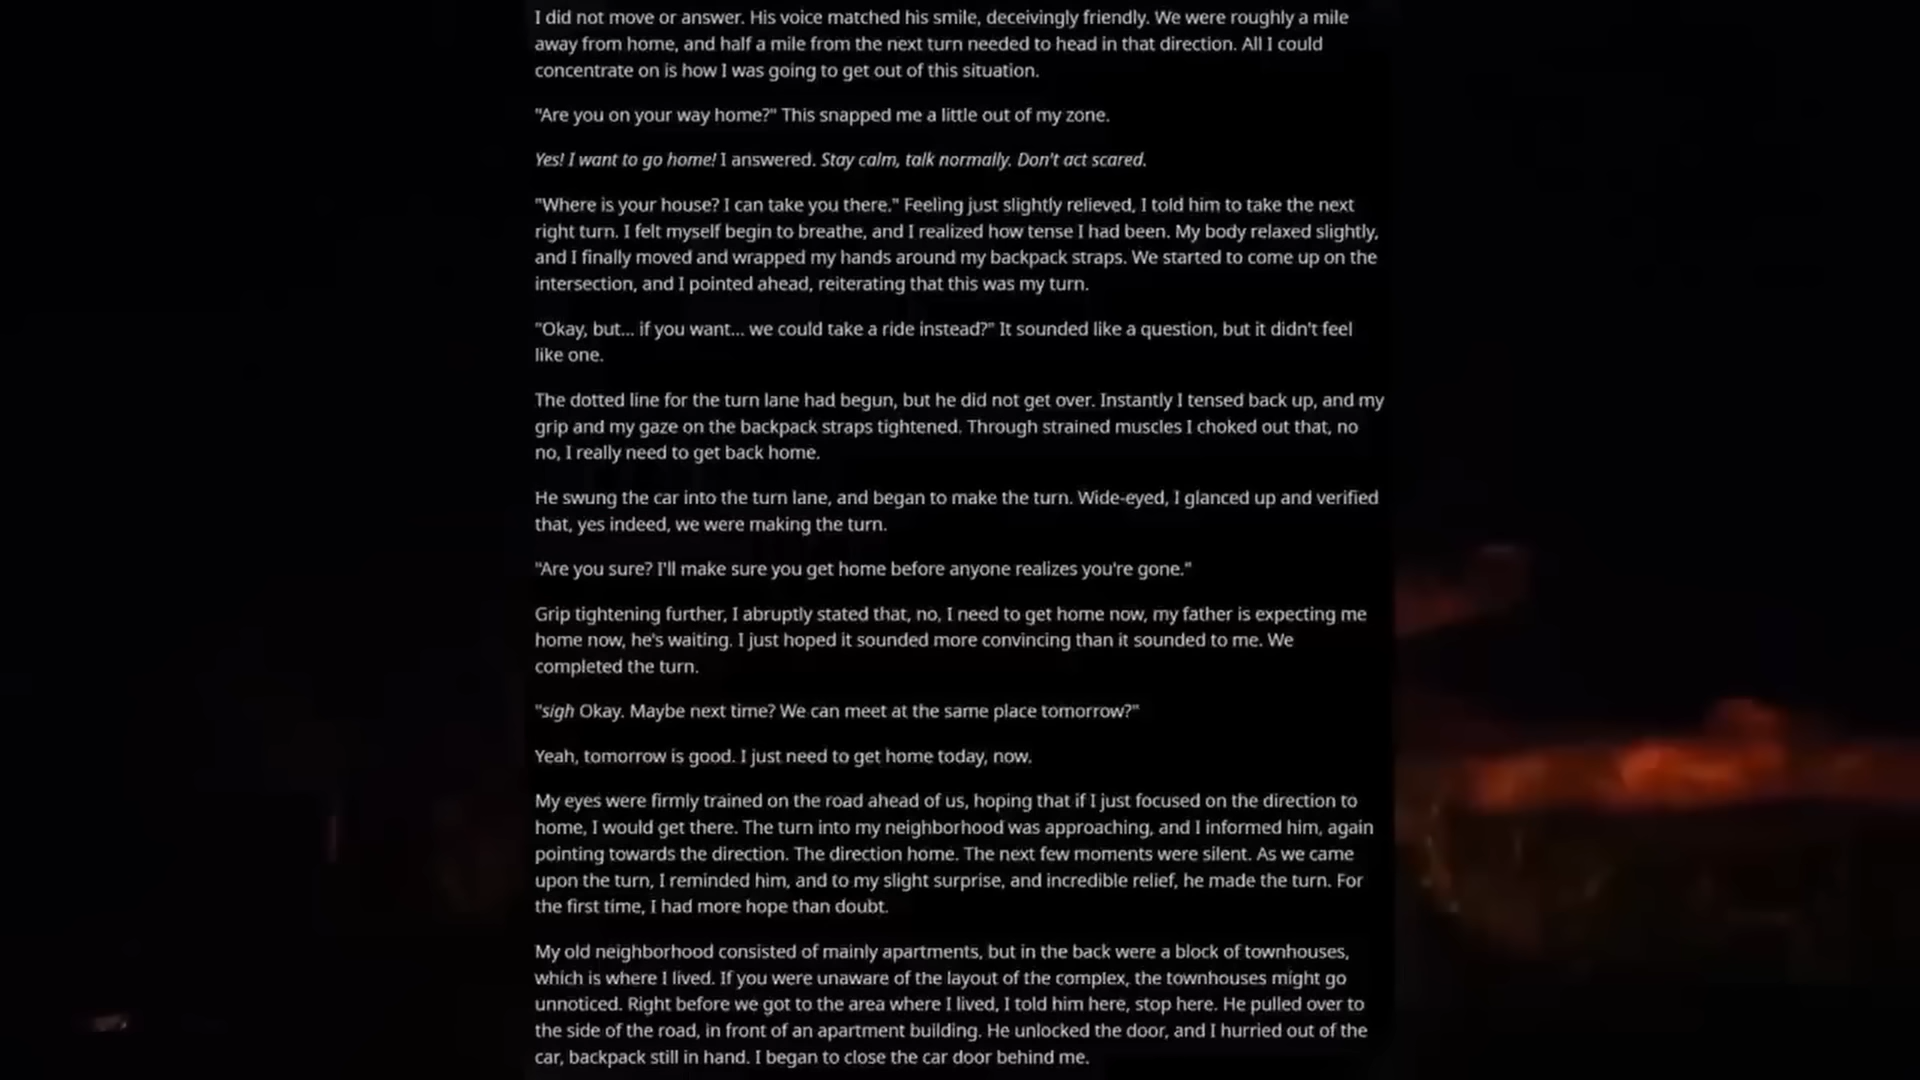 I did not move or answer. His voice matched his smile, deceivingly friendly. We were roughly a mile
away from home, and half a mile from the next turn needed to head in that direction. All I could
concentrate on is how I was going to get out of this situation.
"Are you on your way home?" This snapped me a little out of my zone.
Yes! I want to go home! I answered. Stay calm, talk normally. Don't act scared.
"Where is your house? I can take you there." Feeling just slightly relieved, I told him to take the next
right turn. I felt myself begin to breathe, and I realized how tense I had been. My body relaxed slightly,
and I finally moved and wrapped my hands around my backpack straps. We started to come up on the
intersection, and I pointed ahead, reiterating that this was my turn.
"Okay, but... if you want... we could take a ride instead?" It sounded like a question, but it didn't feel
like one.
The dotted line for the turn lane had begun, but he did not get over. Instantly I tensed back up, and my
grip and my gaze on the backpack straps tightened. Through strained muscles I choked out that, no
no, I really need to get back home.
He swung the car into the turn lane, and began to make the turn. Wide-eyed, I glanced up and verified
that, yes indeed, we were making the turn.
"Are you sure? I'll make sure you get home before anyone realizes you're gone."
Grip tightening further, I abruptly stated that, no, I need to get home now, my father is expecting me
home now, he's waiting. I just hoped it sounded more convincing than it sounded to me. We
completed the turn.
"sigh Okay. Maybe next time? We can meet at the same place tomorrow?"
Yeah, tomorrow is good. I just need to get home today, now.
My eyes were firmly trained on the road ahead of us, hoping that if I just focused on the direction to
home, I would get there. The turn into my neighborhood was approaching, and I informed him, again
pointing towards the direction. The direction home. The next few moments were silent. As we came
upon the turn, I reminded him, and to my slight surprise, and incredible relief, he made the turn. For
the first time, I had more hope than doubt.
My old neighborhood consisted of mainly apartments, but in the back were a block of townhouses,
which is where I lived. If you were unaware of the layout of the complex, the townhouses might go
unnoticed. Right before we got to the area where I lived, I told him here, stop here. He pulled over to
the side of the road, in front of an apartment building. He unlocked the door, and I hurried out of the
car, backpack still in hand. I began to close the car door behind me.